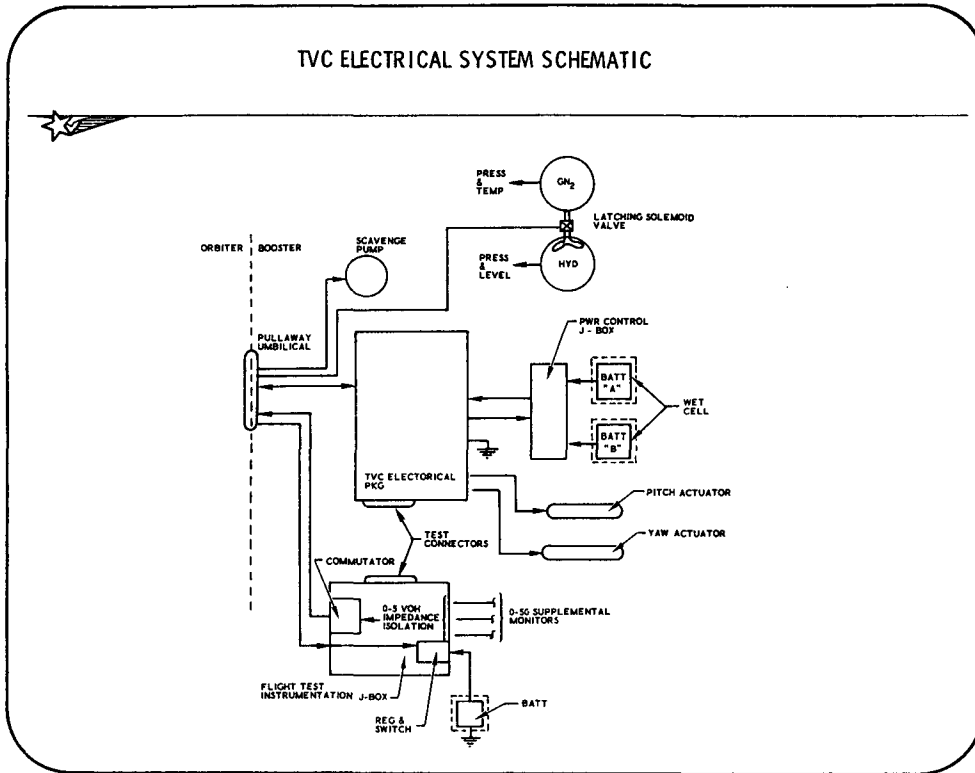 TVC ELECTRICAL SYSTEM SCHEMATIC
PRESS
&
TEMP
GN2
LATCHING SOLEMOID
VALVE
ORBITER
BOOSTER
SCAVENGE
PUMP
PRESS
&
LEVEL
HYD
PULLAWAY
UMBILICAL
PWR CONTROL
J - BOX
BATT
"A"
WET
CELL
BATT
"B"
TVC ELECTORICAL
PKG
PITCH ACTUATOR
YAW ACTUATOR
TEST
CONNECTORS
COMMUTATOR
0-5 VOH
IMPEDANCE
ISOLATION
0-50 SUPPLEMENTAL
MONITORS
FLIGHT TEST
INSTRUMENTATION J-BOX
REG &
SWITCH
BATT